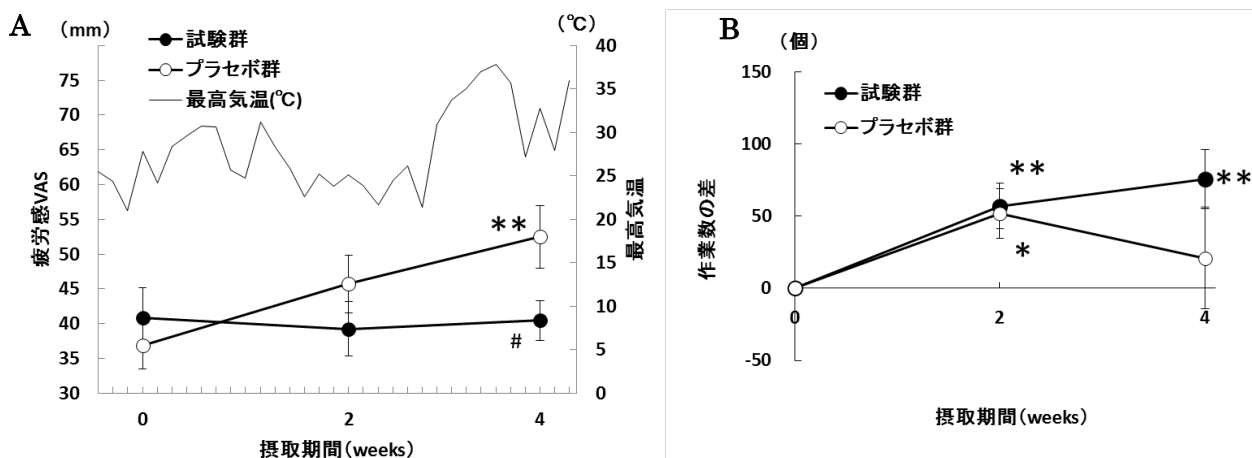 A
(mm)
(℃)
試験群
プラセボ群
最高気温(℃)
75
70
65
60
55
50
45
40
35
30
40
35
30
25
20
15
10
5
0
疲労感VAS
最高気温
**
#
0
2
4
摂取期間(weeks)
B
(個)
試験群
プラセボ群
150
100
50
0
-50
作業数の差
**
*
**
0
2
4
摂取期間(weeks)